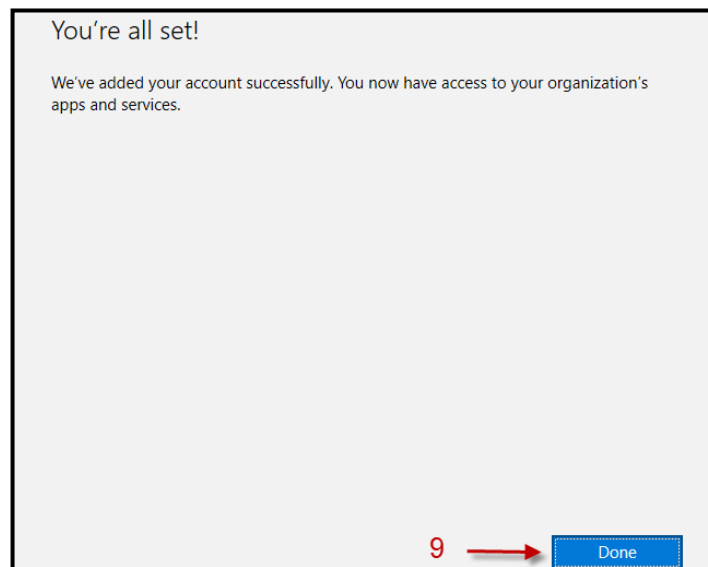 You’re all set!
We’ve added your account successfully. You now have access to your organization’s
apps and services.
9
Done